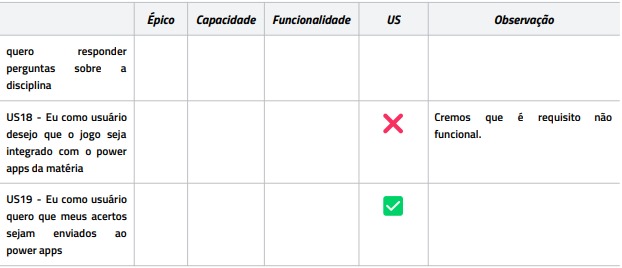 Épico Capacidade Funcionalidade US Observação
quero responder
perguntas sobre a
disciplina
US18 - Eu como usuário
desejo que o jogo seja
integrado com o power
apps da matéria
Cremos que é requisito não
funcional.
US19 - Eu como usuário
quero que meus acertos
sejam enviados ao
power apps